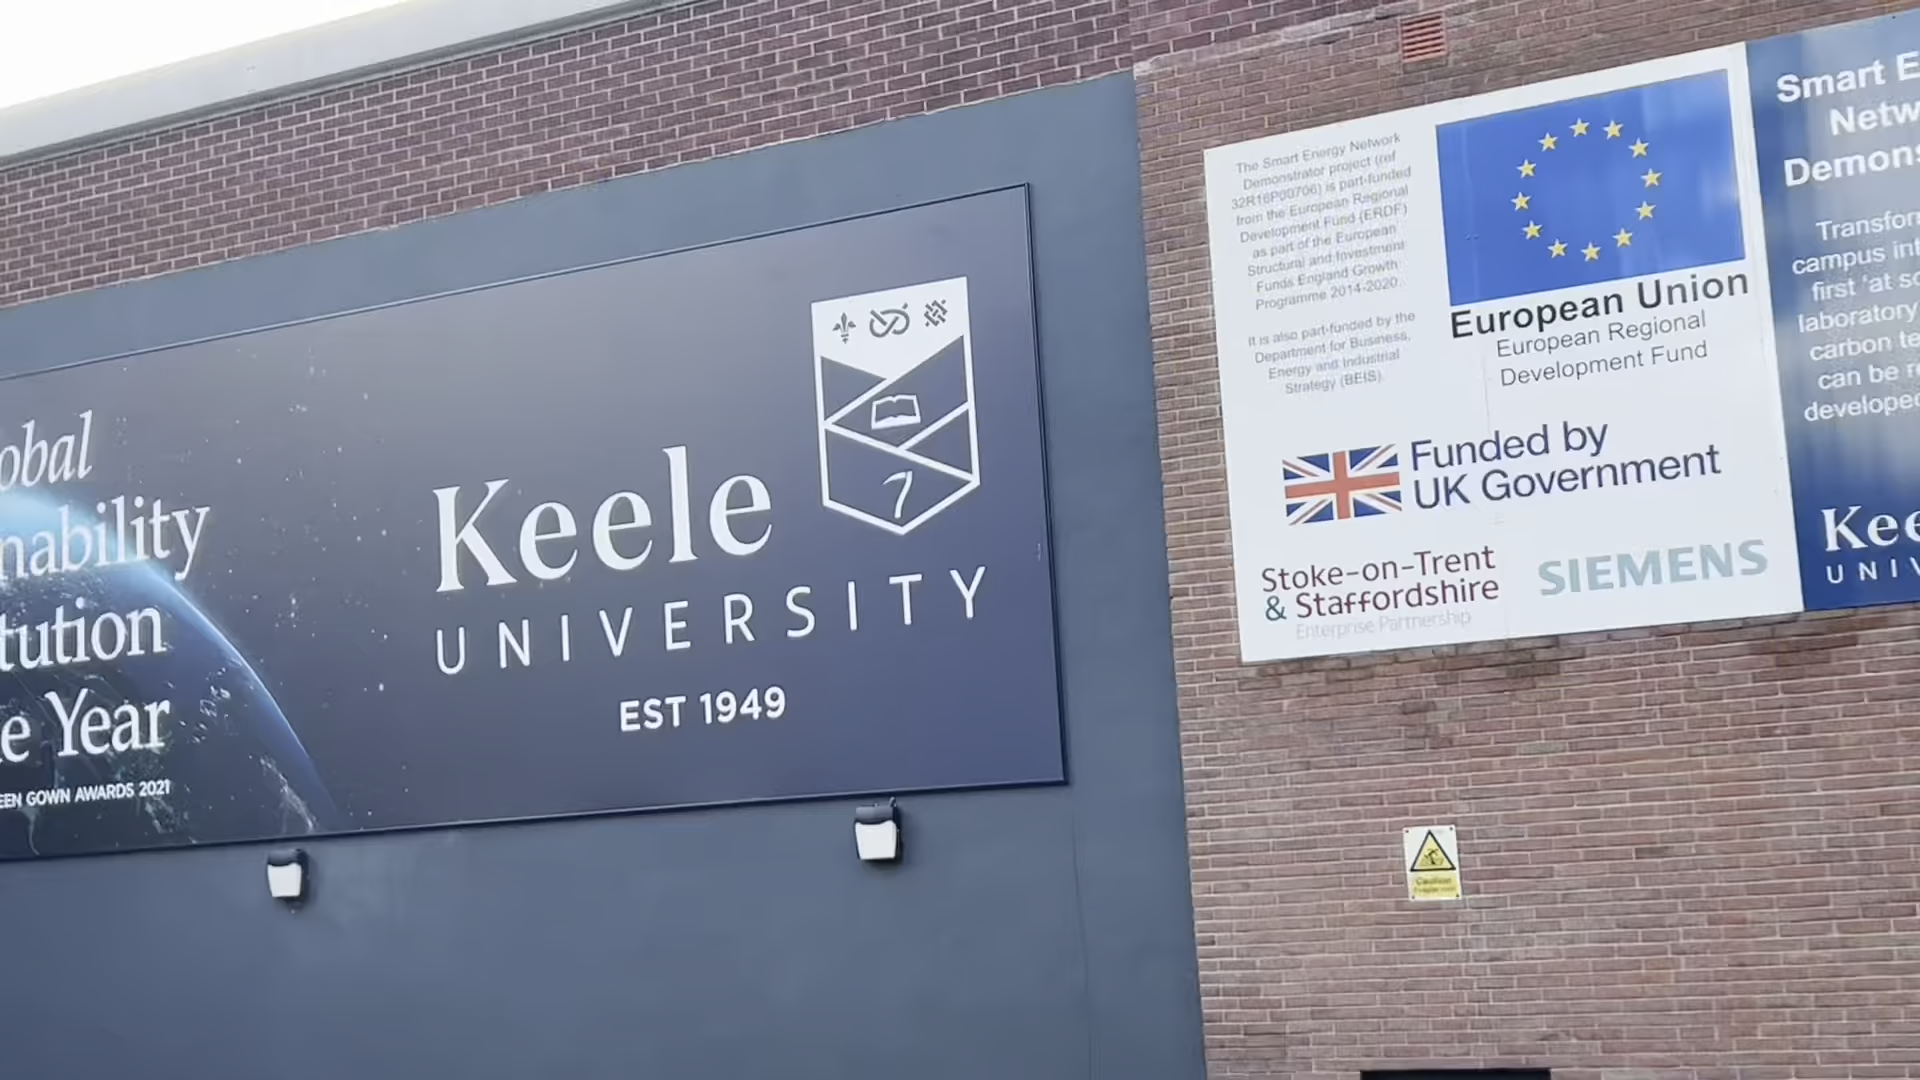 obal
nability
tution
e Year
EEN GOWN AWARDS 2021
Keele
UNIVERSITY
EST 1949
The Smart Energy Network
Demonstrator project (ref
32R16P00706) is part-funded
from the European Regional
Development Fund (ERDF)
as part of the European
Structural and Investment
Funds England Growth
Programme 2014-2020.
It is also part-funded by the
Department for Business,
Energy and Industrial
Strategy (BEIS).
European Union
European Regional
Development Fund
Funded by
UK Government
Stoke-on-Trent
& Staffordshire
Enterprise Partnership
SIEMENS
Smart E
Netw
Demons
Transfor
campus int
first 'at sc
laboratory
carbon te
can be re
developed
Kee
UNIV
Caution